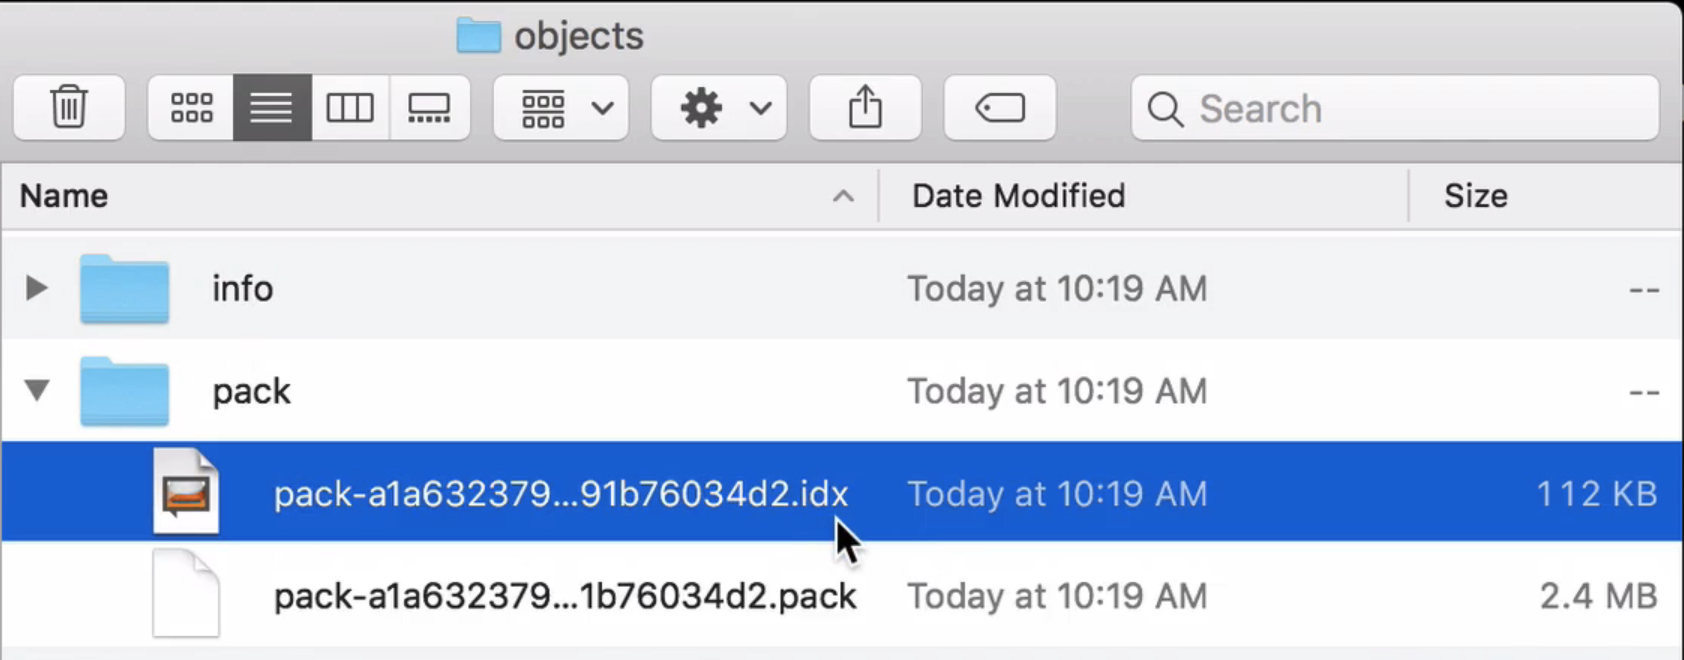 objects
Search
Name Date Modified Size
info Today at 10:19 AM --
pack Today at 10:19 AM --
pack-a1a632379...91b76034d2.idx Today at 10:19 AM 112 KB
pack-a1a632379...1b76034d2.pack Today at 10:19 AM 2.4 MB